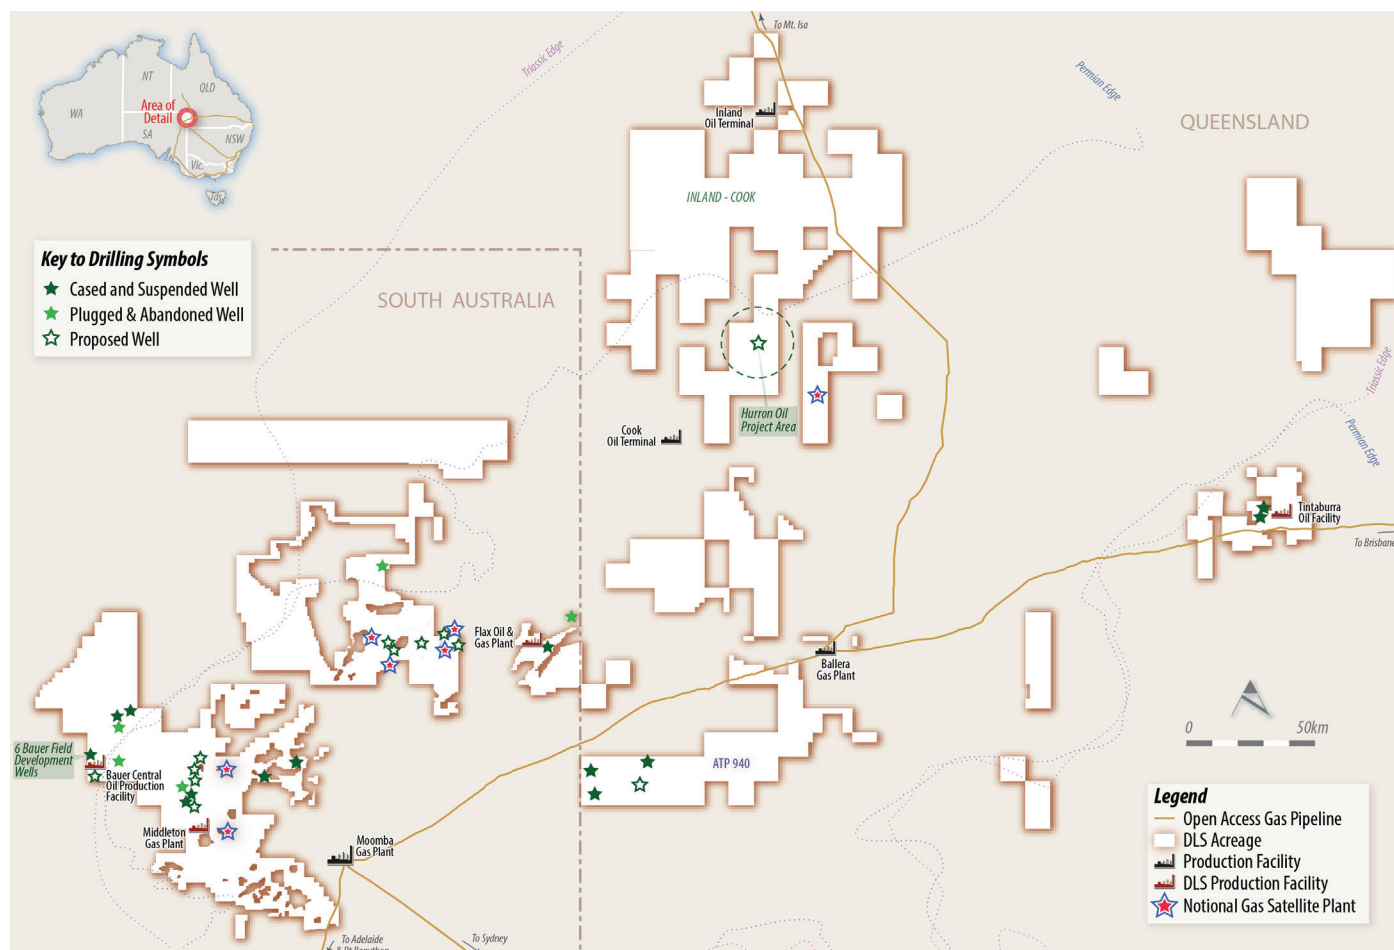 To Mt. Isa
Triassic Edge
Permian Edge
NT
QLD
WA
Area of
Detail
SA
NSW
Vic.
Tas
Inland
Oil Terminal
QUEENSLAND
INLAND - COOK
Key to Drilling Symbols
Cased and Suspended Well
Plugged & Abandoned Well
Proposed Well
SOUTH AUSTRALIA
Triassic Edge
Hurron Oil
Project Area
Cook
Oil Terminal
Permian Edge
Tintaburra
Oil Facility
To Brisbane
Flax Oil &
Gas Plant
Ballera
Gas Plant
0 50km
6 Bauer Field
Development
Wells
Bauer Central
Oil Production
Facility
ATP 940
Middleton
Gas Plant
Moomba
Gas Plant
Legend
Open Access Gas Pipeline
DLS Acreage
Production Facility
DLS Production Facility
Notional Gas Satellite Plant
To Adelaide
To Sydney